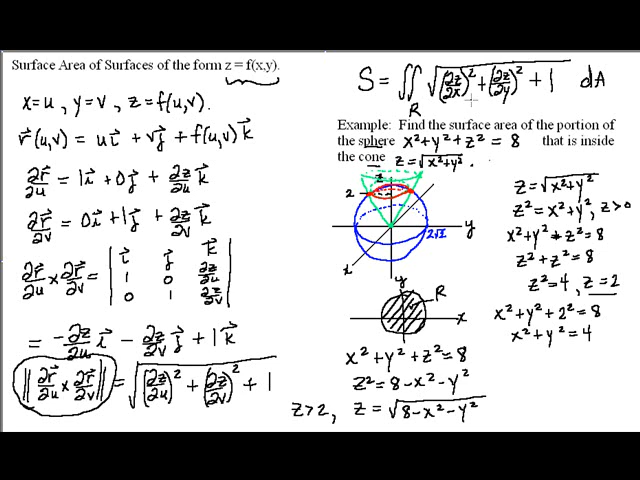 Surface Area of Surfaces of the form z = f(x,y).
x = u , y = v , z = f(u,v).
r⃗(u,v) = u i⃗ + v j⃗ + f(u,v) k⃗
∂r⃗/∂u = 1 i⃗ + 0 j⃗ + ∂z/∂u k⃗
∂r⃗/∂v = 0 i⃗ + 1 j⃗ + ∂z/∂v k⃗
∂r⃗/∂u × ∂r⃗/∂v = | i⃗ j⃗ k⃗ |
| 1 0 ∂z/∂u |
| 0 1 ∂z/∂v |
= -∂z/∂u i⃗ - ∂z/∂v j⃗ + 1 k⃗
‖∂r⃗/∂u × ∂r⃗/∂v‖ = √((∂z/∂u)² + (∂z/∂v)² + 1)
S = ∬_R √((∂z/∂x)² + (∂z/∂y)² + 1) dA
Example: Find the surface area of the portion of
the sphere x² + y² + z² = 8 that is inside
the cone z = √(x² + y²) .
z
2
2√2
y
x
y
R
x
x² + y² + z² = 8
z² = 8 - x² - y²
z > 2, z = √(8 - x² - y²)
z = √(x² + y²)
z² = x² + y², z > 0
x² + y² + z² = 8
z² + z² = 8
z² = 4, z = 2
x² + y² + 2² = 8
x² + y² = 4